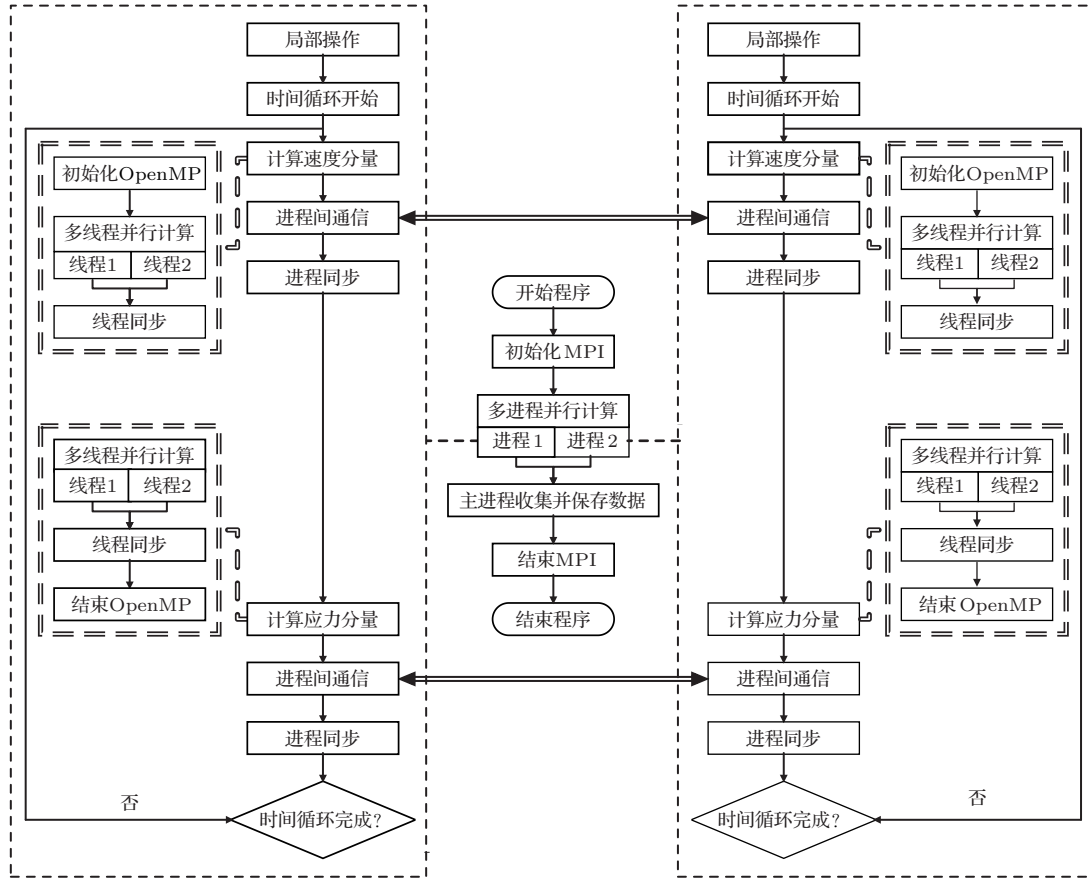 局部操作
时间循环开始
计算速度分量
初始化OpenMP
多线程并行计算
线程1 线程2
线程同步
进程间通信
进程同步
多线程并行计算
线程1 线程2
线程同步
结束OpenMP
计算应力分量
进程间通信
进程同步
时间循环完成?
否
开始程序
初始化MPI
多进程并行计算
进程1 进程2
主进程收集并保存数据
结束MPI
结束程序
局部操作
时间循环开始
计算速度分量
初始化OpenMP
多线程并行计算
线程1 线程2
线程同步
进程间通信
进程同步
多线程并行计算
线程1 线程2
线程同步
结束OpenMP
计算应力分量
进程间通信
进程同步
时间循环完成?
否